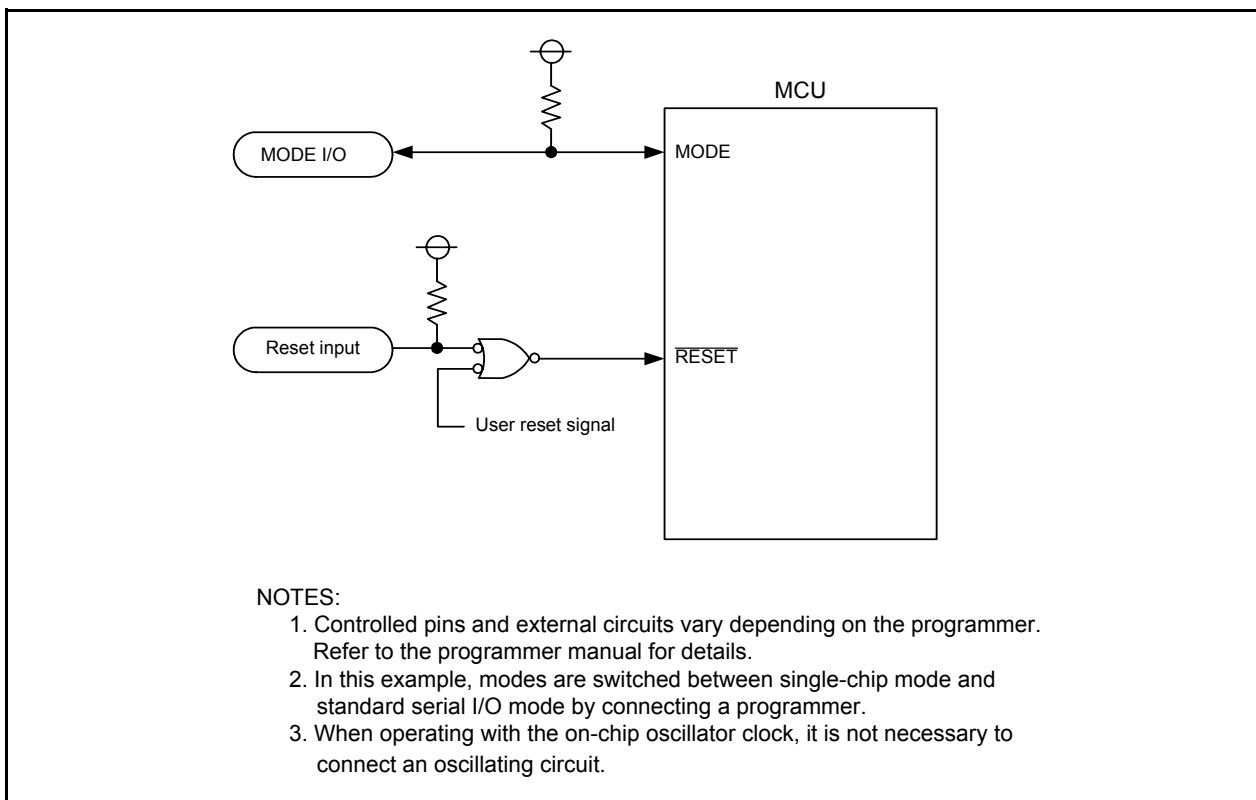 MCU
MODE I/O
MODE
Reset input
RESET
User reset signal
NOTES:
1. Controlled pins and external circuits vary depending on the programmer.
Refer to the programmer manual for details.
2. In this example, modes are switched between single-chip mode and
standard serial I/O mode by connecting a programmer.
3. When operating with the on-chip oscillator clock, it is not necessary to
connect an oscillating circuit.